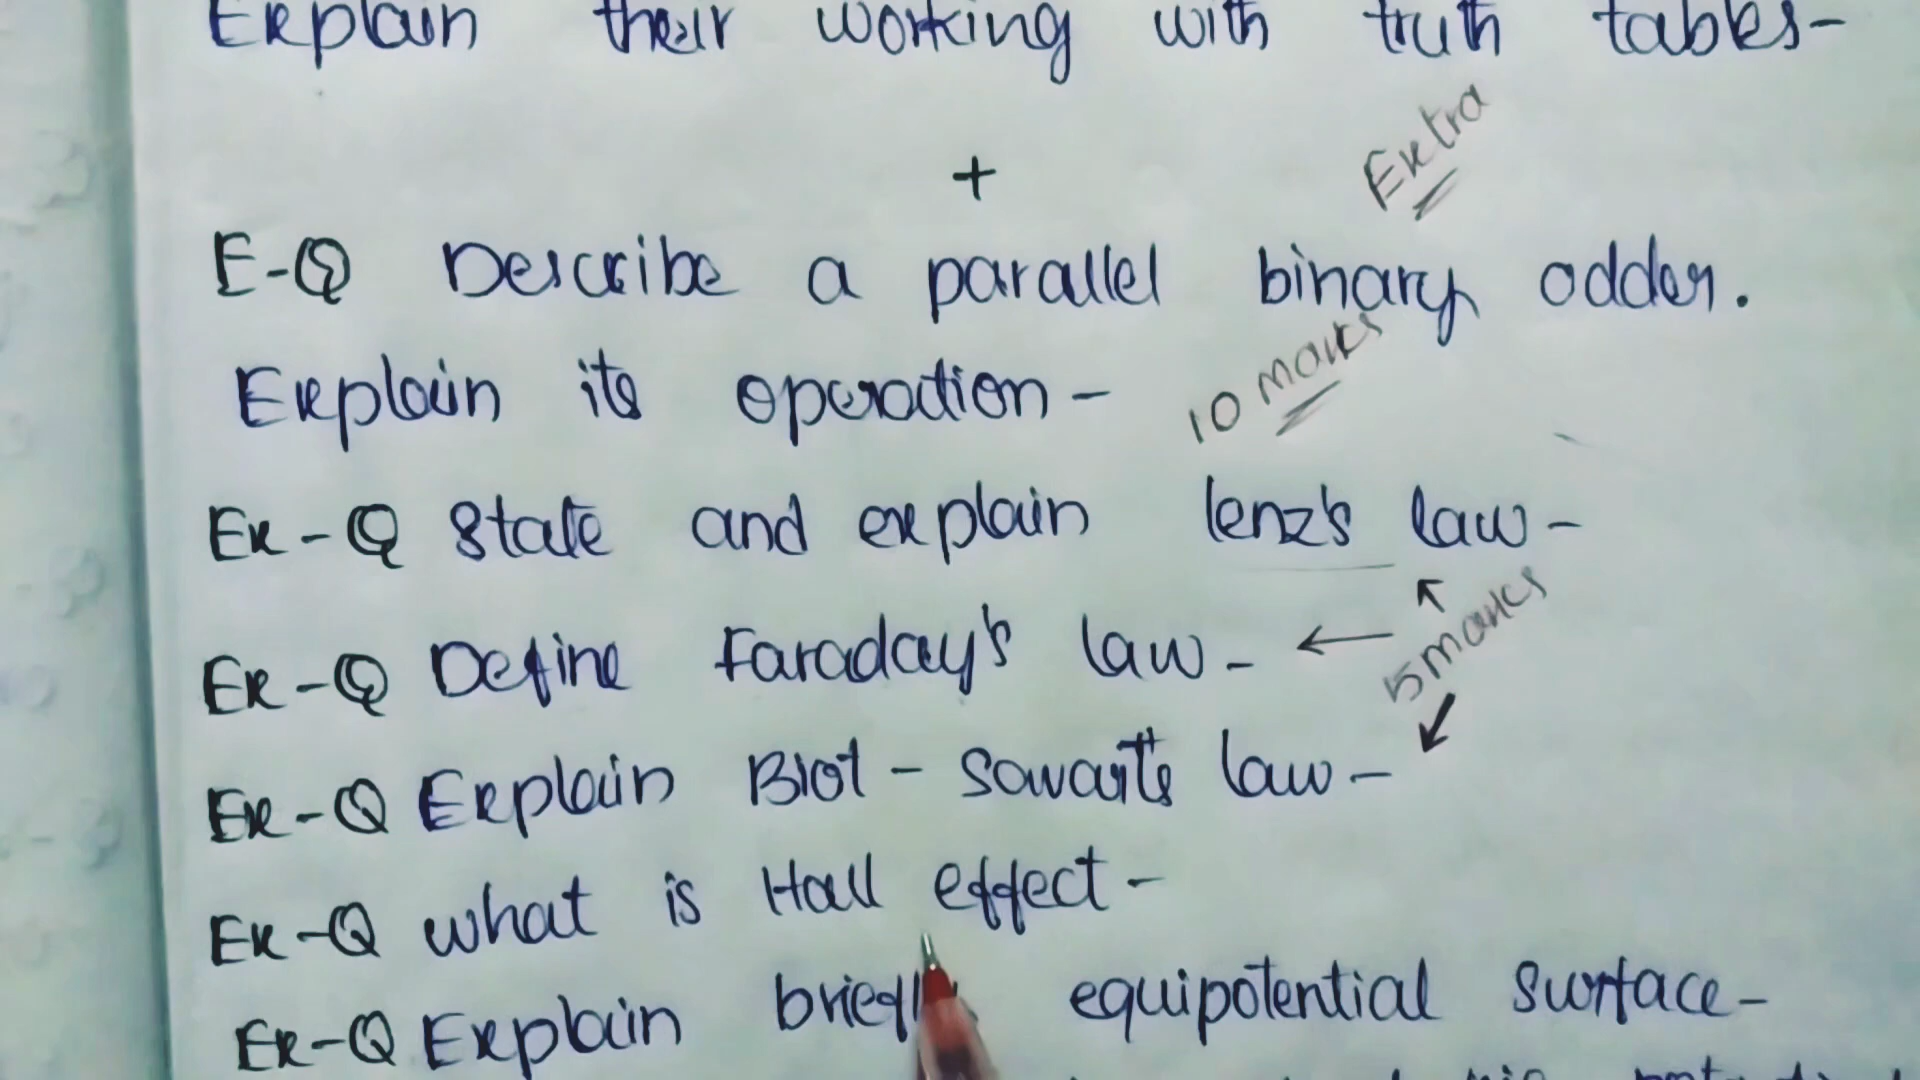 Explain their working with truth tables-
+
Extra
E-Q Describe a parallel binary adder.
Explain its operation -
10 marks
Ex-Q State and explain lenz's law -
5 marks
Ex-Q Define Faraday's law - ←
Ex-Q Explain Biot - Savart's law -
Ex-Q what is Hall effect -
Ex-Q Explain briefly equipotential surface -